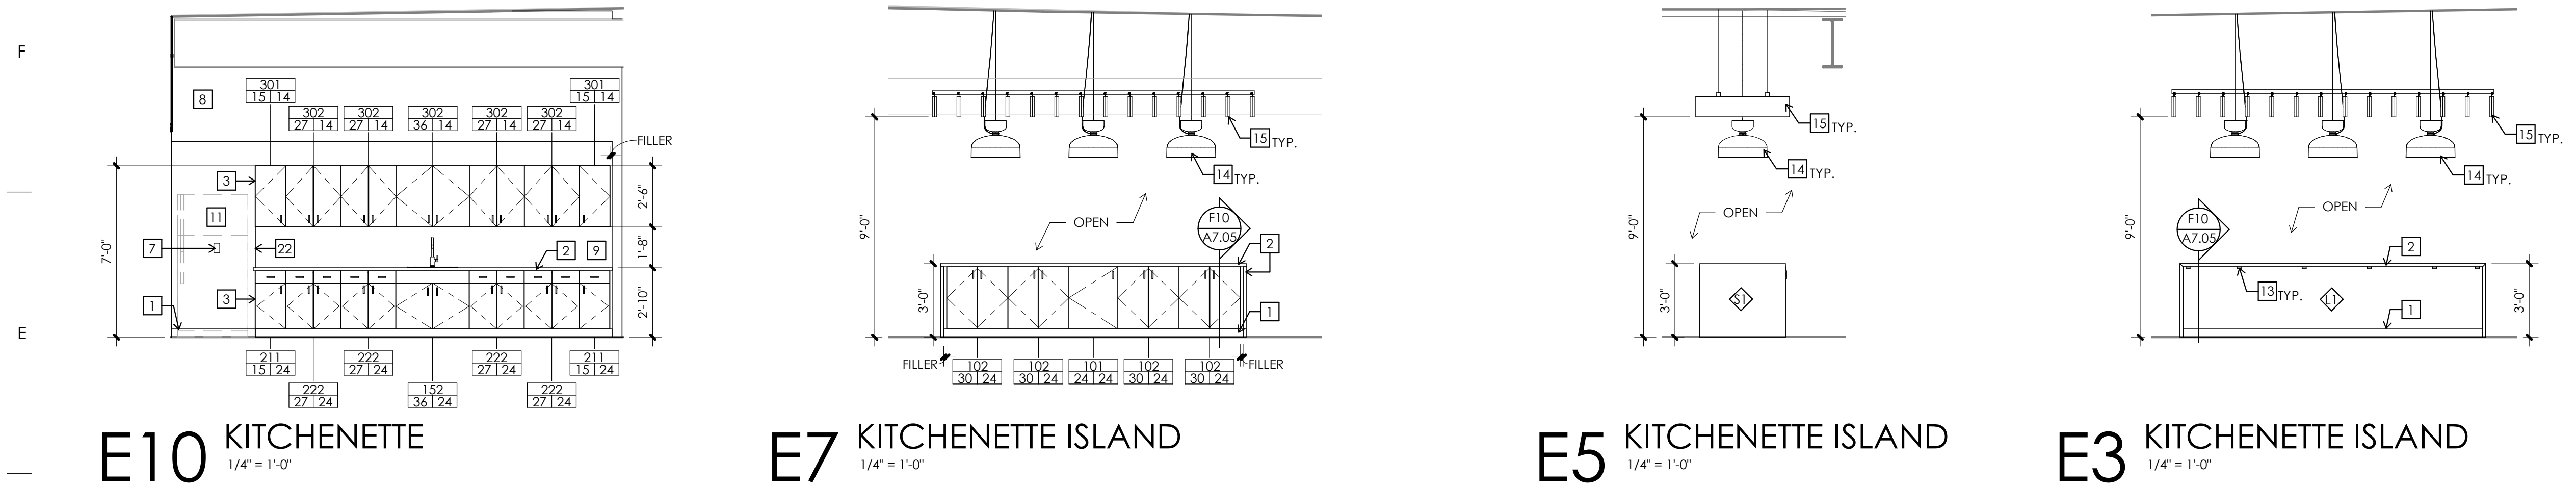 F
E
301
15 | 14
301
15 | 14
302
27 | 14
302
27 | 14
302
36 | 14
302
27 | 14
302
27 | 14
8
FILLER
3
11
7
22
2
9
1
3
7'-0"
2'-6"
1'-8"
2'-10"
211
15 | 24
222
27 | 24
222
27 | 24
152
36 | 24
222
27 | 24
222
27 | 24
211
15 | 24
E10 KITCHENETTE
1/4" = 1'-0"
15 TYP.
14 TYP.
OPEN
9'-0"
3'-0"
F10
A7.05
2
1
FILLER
102
30 | 24
102
30 | 24
101
24 | 24
102
30 | 24
102
30 | 24
FILLER
E7 KITCHENETTE ISLAND
1/4" = 1'-0"
15 TYP.
14 TYP.
OPEN
9'-0"
3'-0"
S1
E5 KITCHENETTE ISLAND
1/4" = 1'-0"
15 TYP.
14 TYP.
OPEN
9'-0"
F10
A7.05
2
13 TYP.
L1
1
3'-0"
E3 KITCHENETTE ISLAND
1/4" = 1'-0"